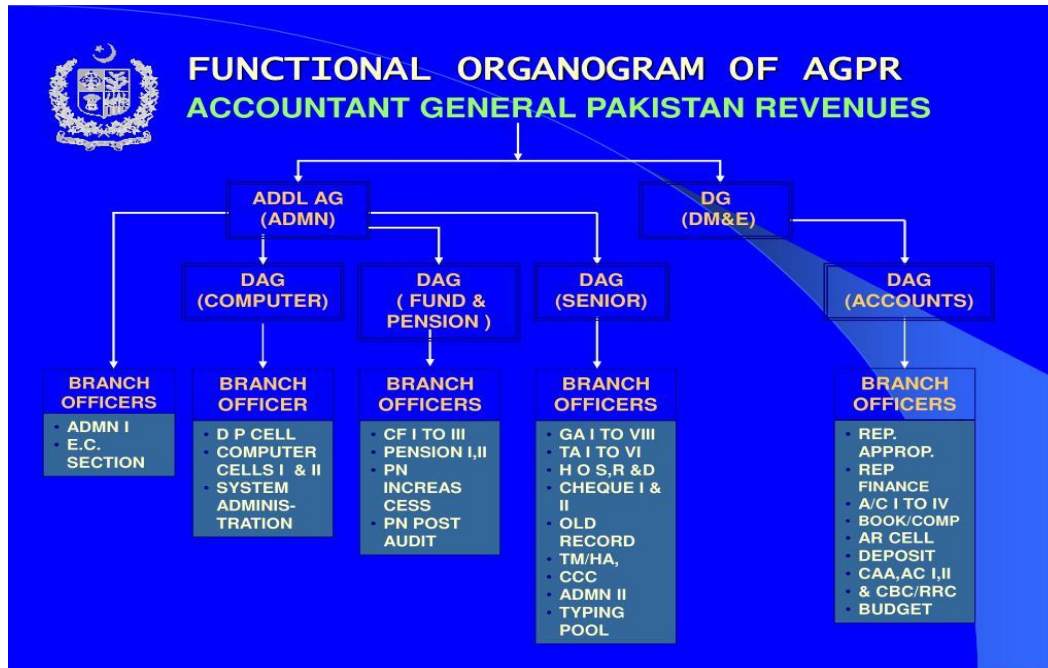 FUNCTIONAL ORGANOGRAM OF AGPR
ACCOUNTANT GENERAL PAKISTAN REVENUES
ADDL AG
(ADMN)
DG
(DM&E)
DAG
(COMPUTER)
DAG
( FUND &
PENSION )
DAG
(SENIOR)
DAG
(ACCOUNTS)
BRANCH
OFFICERS
• ADMN I
• E.C.
SECTION
BRANCH
OFFICER
• D P CELL
• COMPUTER
CELLS I & II
• SYSTEM
ADMINIS-
TRATION
BRANCH
OFFICERS
• CF I TO III
• PENSION I,II
• PN
INCREAS
CESS
• PN POST
AUDIT
BRANCH
OFFICERS
• GA I TO VIII
• TA I TO VI
• H O S,R &D
• CHEQUE I &
II
• OLD
RECORD
• TM/HA,
• CCC
• ADMN II
• TYPING
POOL
BRANCH
OFFICERS
• REP.
APPROP.
• REP
FINANCE
• A/C I TO IV
• BOOK/COMP
• AR CELL
• DEPOSIT
• CAA,AC I,II
• & CBC/RRC
• BUDGET